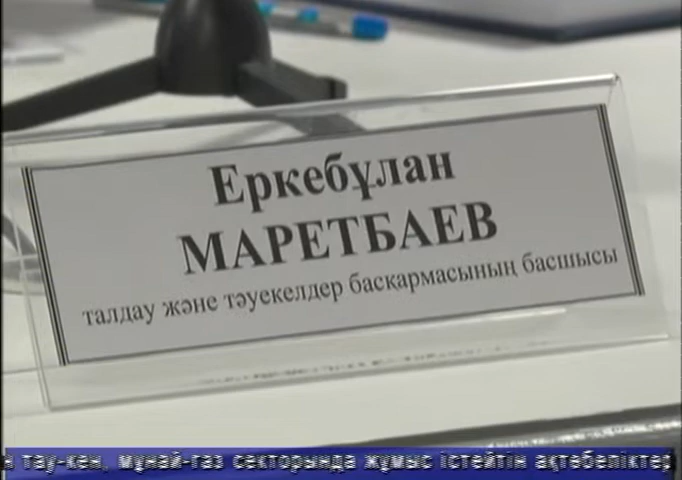 Еркебұлан
МАРЕТБАЕВ
талдау және тәуекелдер басқармасының басшысы
тау-кен, мұнай-газ секторында жұмыс істейтін ақтөбеліктер